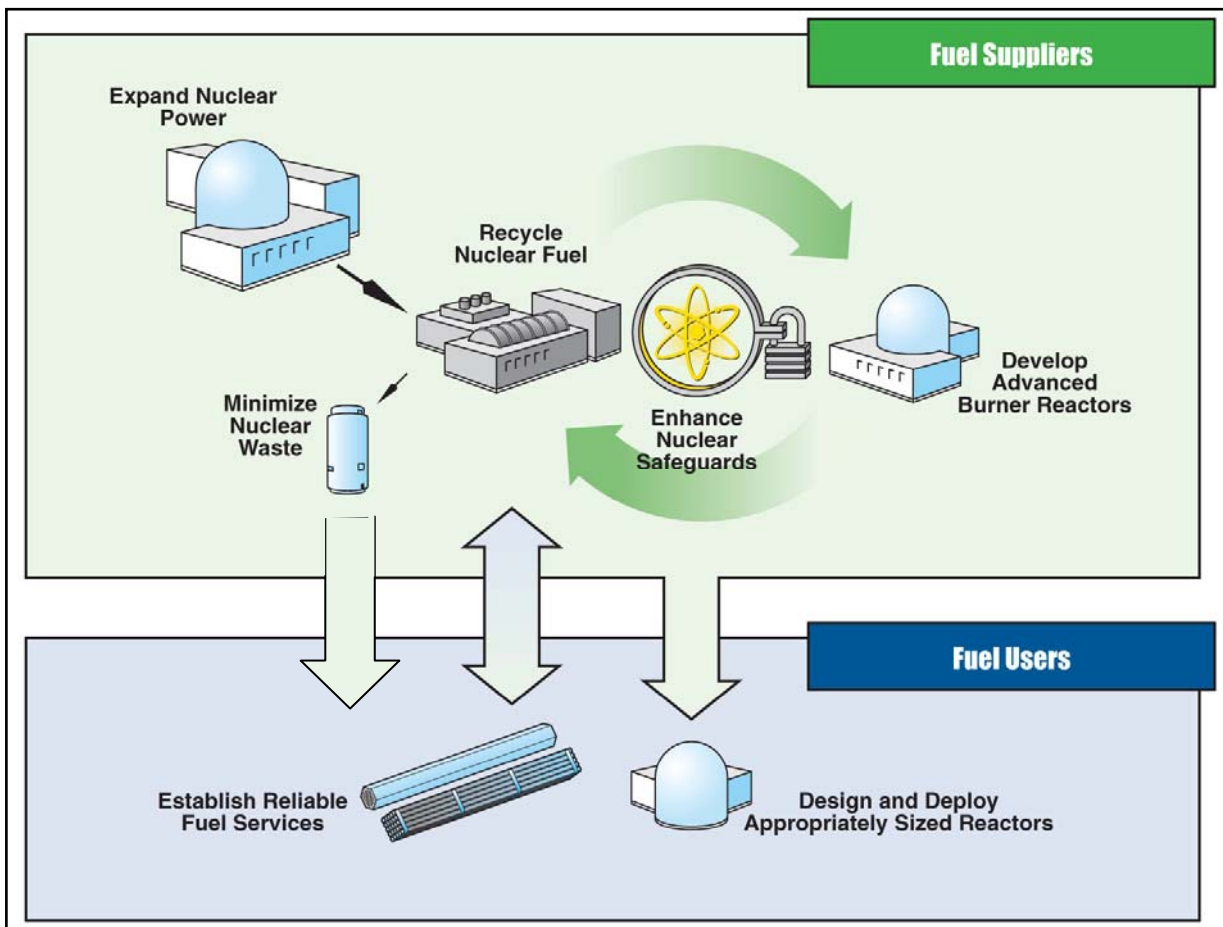 Fuel Suppliers
Expand Nuclear
Power
Recycle
Nuclear Fuel
Develop
Advanced
Burner Reactors
Minimize
Nuclear
Waste
Enhance
Nuclear
Safeguards
Fuel Users
Establish Reliable
Fuel Services
Design and Deploy
Appropriately Sized Reactors